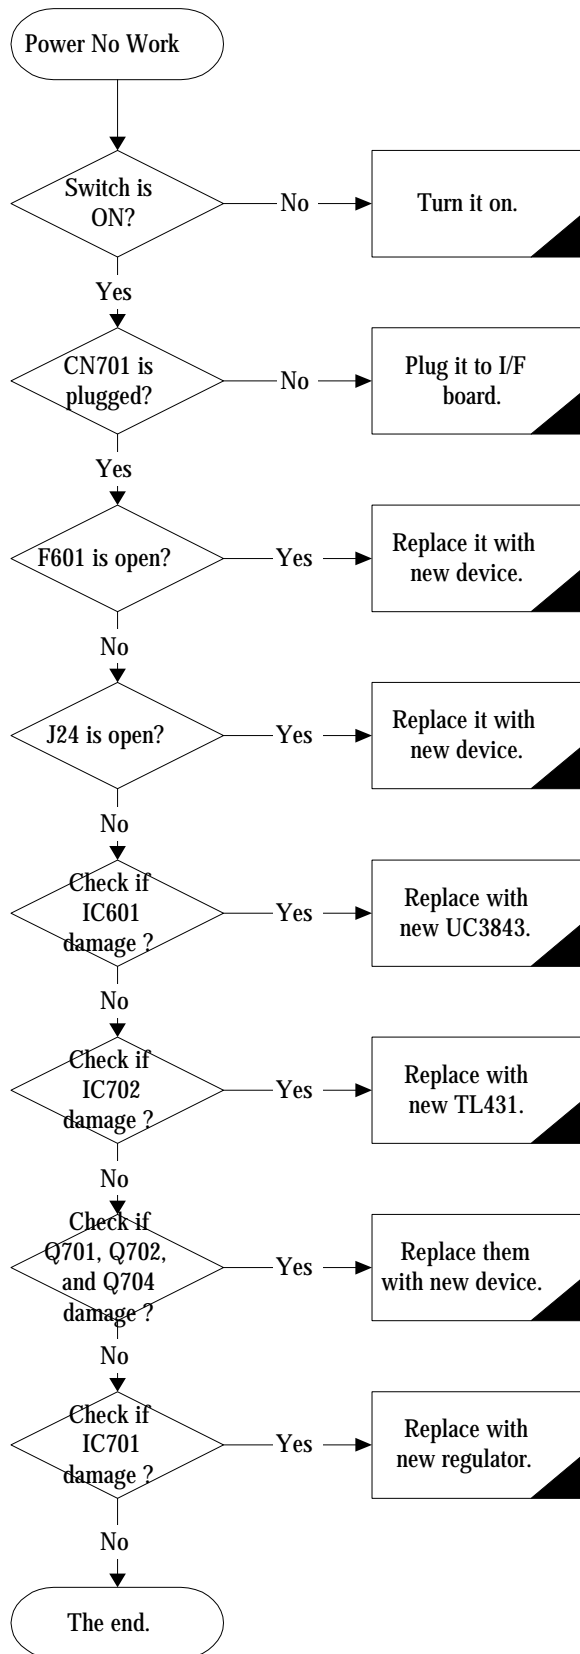 Power No Work
Switch is
ON?
No
Turn it on.
Yes
CN701 is
plugged?
No
Plug it to I/F
board.
Yes
F601 is open?
Yes
Replace it with
new device.
No
J24 is open?
Yes
Replace it with
new device.
No
Check if
IC601
damage ?
Yes
Replace with
new UC3843.
No
Check if
IC702
damage ?
Yes
Replace with
new TL431.
No
Check if
Q701, Q702,
and Q704
damage ?
Yes
Replace them
with new device.
No
Check if
IC701
damage ?
Yes
Replace with
new regulator.
No
The end.